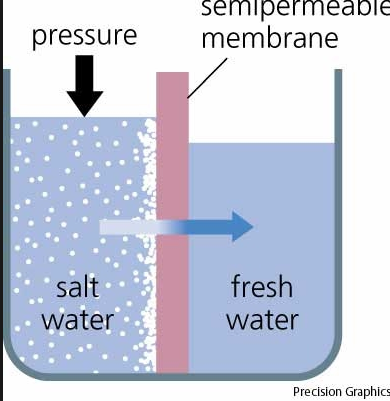 semipermeable
membrane
pressure
salt
water
fresh
water
Precision Graphics